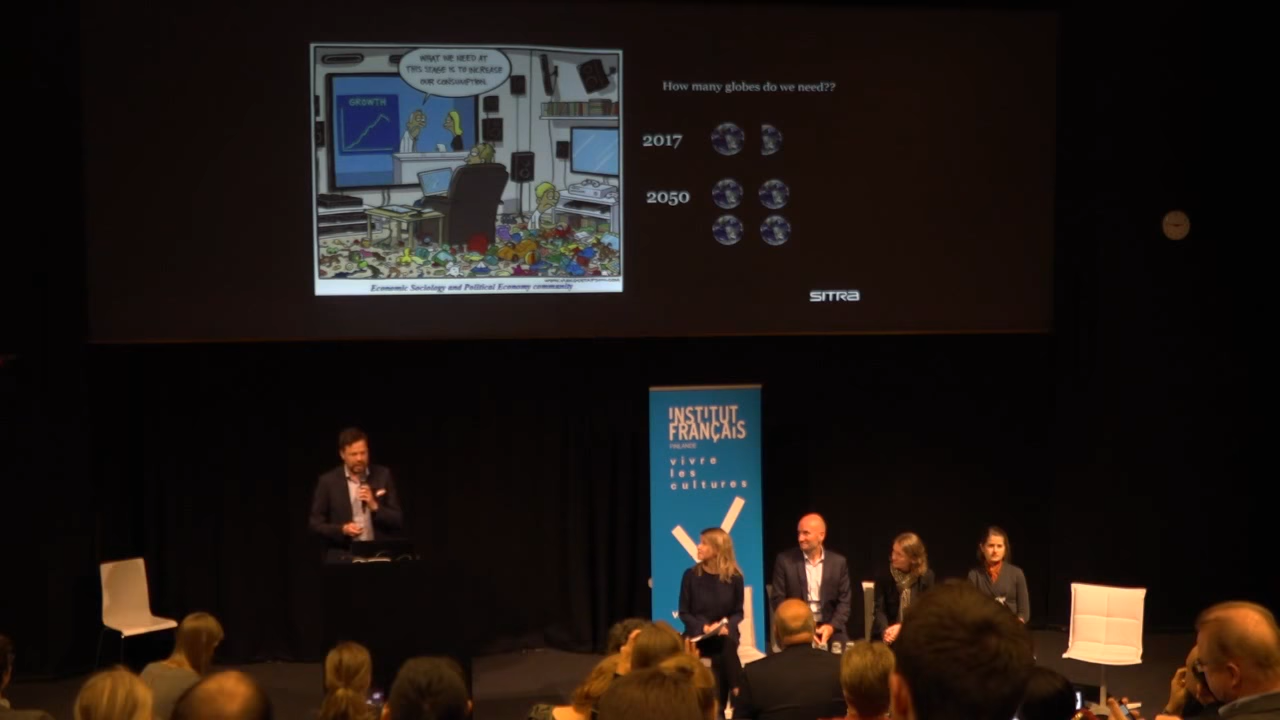 WHAT WE NEED AT
THIS STAGE IS TO INCREASE
OUR CONSUMPTION.
GROWTH
Economic Sociology and Political Economy community
How many globes do we need??
2017
2050
SITRA
INSTITUT
FRANÇAIS
FINLANDE
vivre
les
cultures